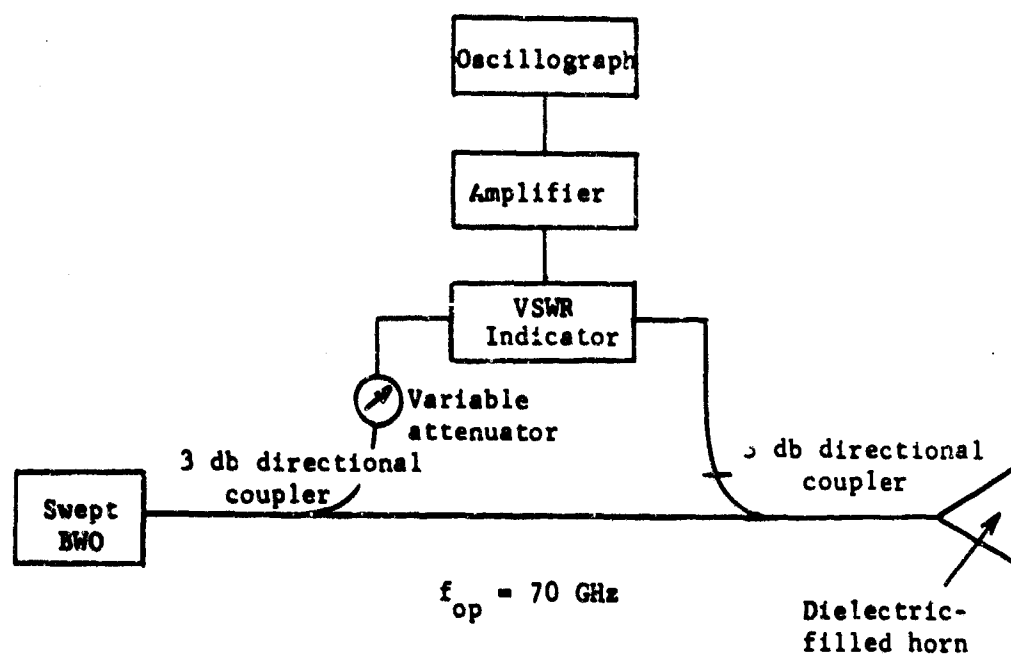 Oscillograph
Amplifier
VSWR
Indicator
Variable
attenuator
3 db directional
coupler
db directional
coupler
Swept
BWO
f_op = 70 GHz
Dielectric-
filled horn